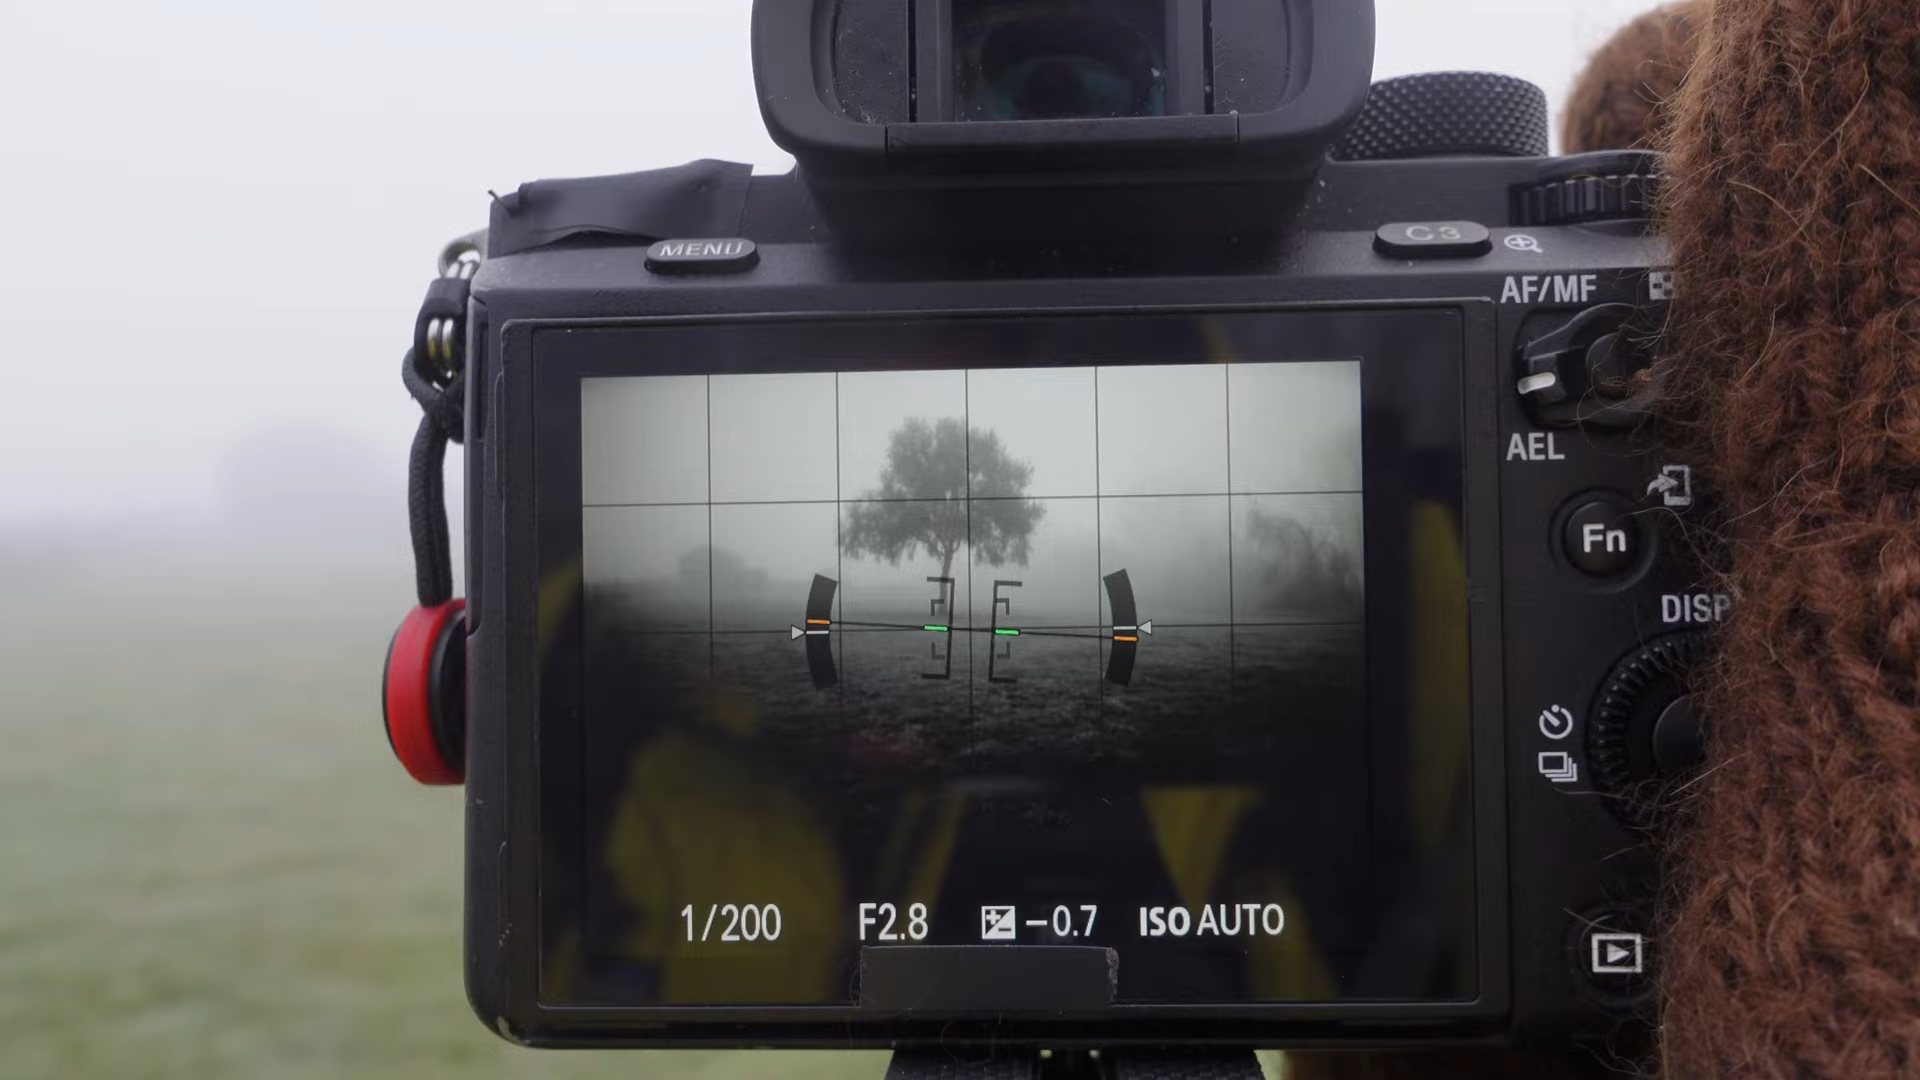 MENU
C3
AF/MF
AEL
Fn
DISP
1/200 F2.8 −0.7 ISO AUTO